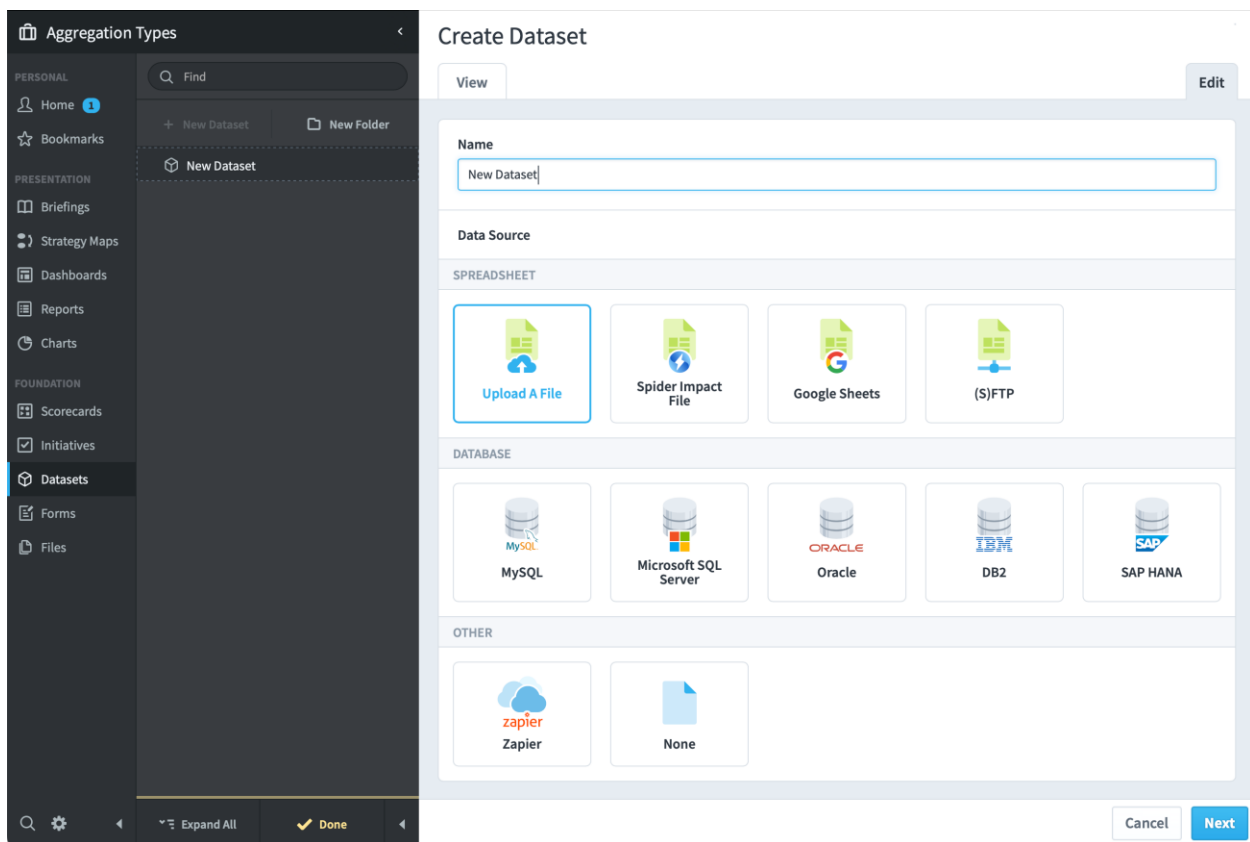 Aggregation Types
PERSONAL
Home 1
Bookmarks
PRESENTATION
Briefings
Strategy Maps
Dashboards
Reports
Charts
FOUNDATION
Scorecards
Initiatives
Datasets
Forms
Files
Find
+ New Dataset
New Folder
New Dataset
Expand All
Done
Create Dataset
View
Edit
Name
New Dataset
Data Source
SPREADSHEET
Upload A File
Spider Impact
File
G
Google Sheets
(S)FTP
DATABASE
MySQL
MySQL
Microsoft SQL
Server
ORACLE
Oracle
IBM
DB2
SAP
SAP HANA
OTHER
zapier
Zapier
None
Cancel
Next